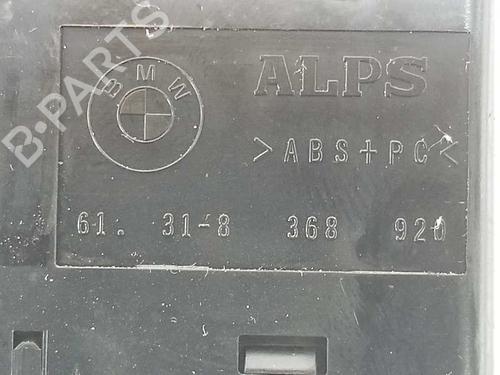 BMW
ALPS
>ABS+PC<
61. 31-8 368 920
B-PARTS